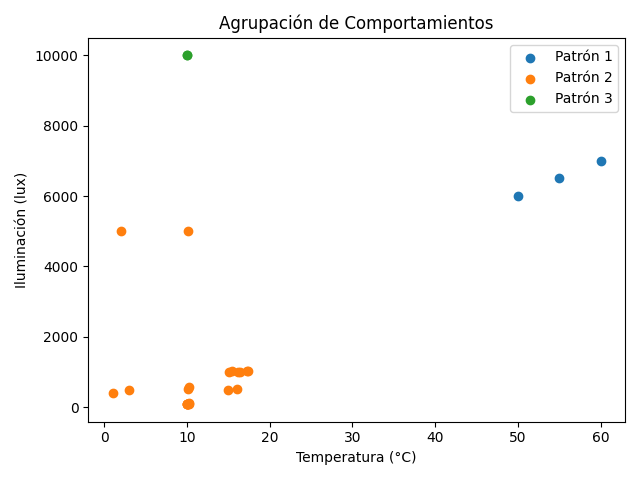 Agrupación de Comportamientos
Patrón 1
Patrón 2
Patrón 3
Iluminación (lux)
10000
8000
6000
4000
2000
0
0 10 20 30 40 50 60
Temperatura (°C)